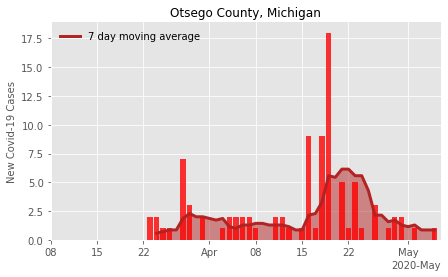 Otsego County, Michigan
7 day moving average
New Covid-19 Cases
17.5
15.0
12.5
10.0
7.5
5.0
2.5
0.0
08 15 22 Apr 08 15 22 May
2020-May